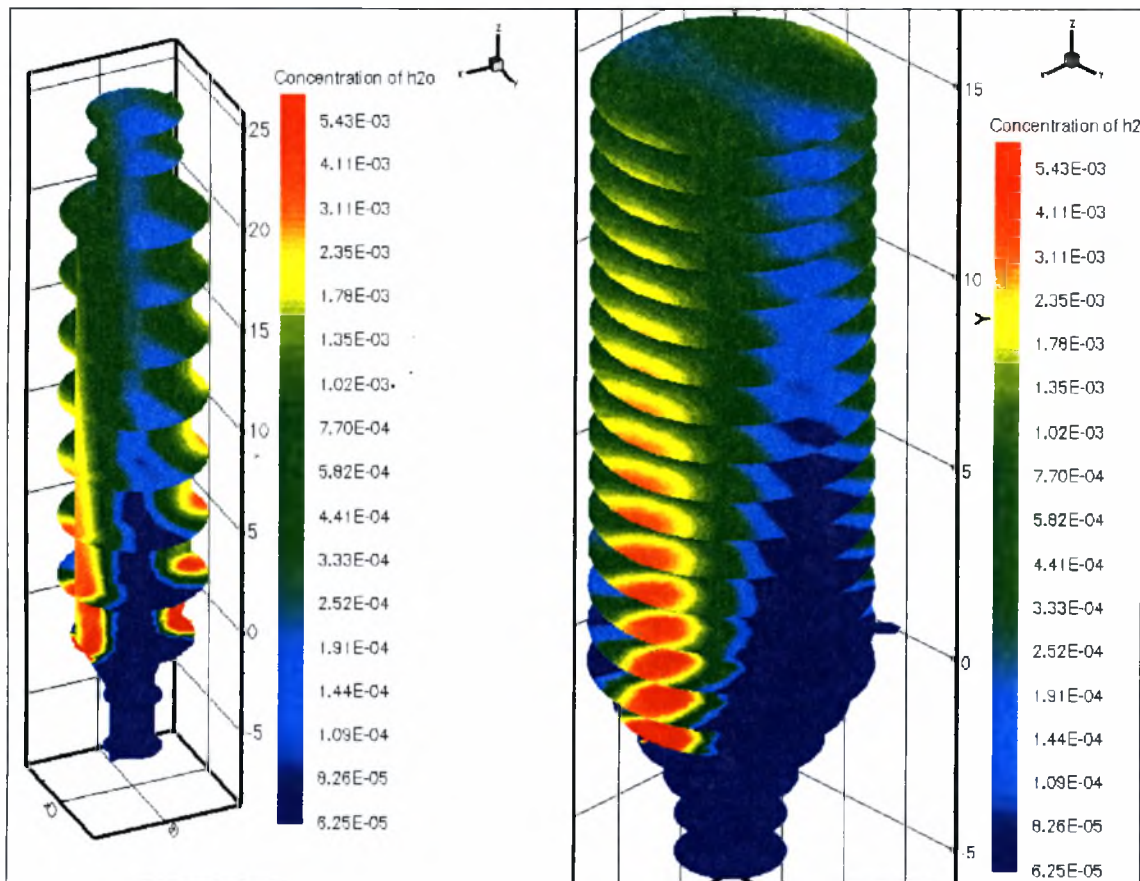 Z
Concentration of h2o
5.43E-03
4.11E-03
3.11E-03
2.35E-03
1.78E-03
1.35E-03
1.02E-03
7.70E-04
5.82E-04
4.41E-04
3.33E-04
2.52E-04
1.91E-04
1.44E-04
1.09E-04
8.26E-05
6.25E-05
25
20
15
10
5
0
-5
Z
Concentration of h2
5.43E-03
4.11E-03
3.11E-03
2.35E-03
1.78E-03
1.35E-03
1.02E-03
7.70E-04
5.82E-04
4.41E-04
3.33E-04
2.52E-04
1.91E-04
1.44E-04
1.09E-04
8.26E-05
6.25E-05
15
10
Y
5
0
-5